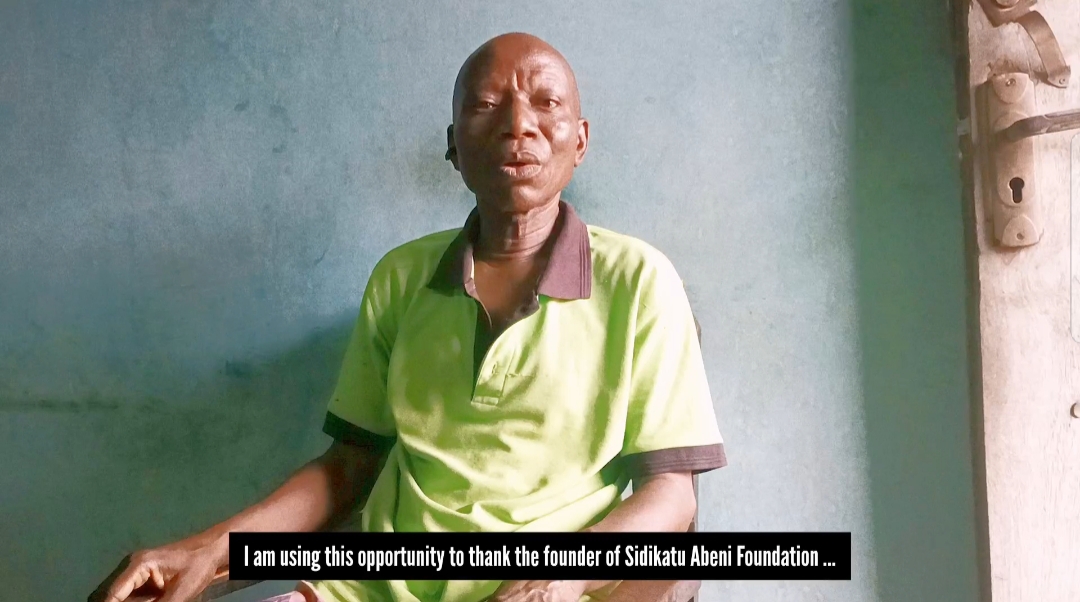 I am using this opportunity to thank the founder of Sidikatu Abeni Foundation ...